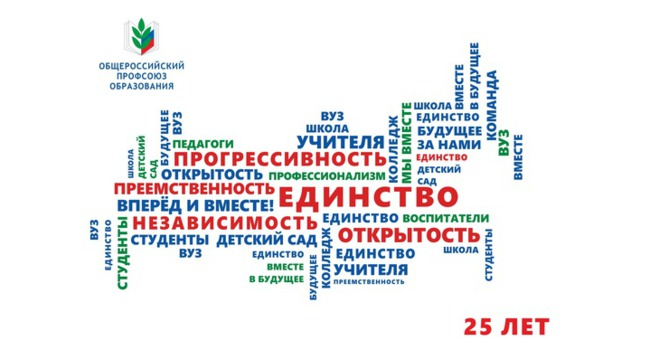 ОБЩЕРОССИЙСКИЙ
ПРОФСОЮЗ
ОБРАЗОВАНИЯ
ШКОЛА
ДЕТСКИЙ
САД
БУДУЩЕЕ
ВУЗ
ПЕДАГОГИ
ПРОГРЕССИВНОСТЬ
ОТКРЫТОСТЬ
ПРЕЕМСТВЕННОСТЬ
ВПЕРЁД И ВМЕСТЕ!
НЕЗАВИСИМОСТЬ
СТУДЕНТЫ
ДЕТСКИЙ САД
ВУЗ
ВУЗ
ЕДИНСТВО
СТУДЕНТЫ
ВУЗ
ШКОЛА
УЧИТЕЛЯ
ПРОФЕССИОНАЛИЗМ
ЕДИНСТВО
КОЛЛЕДЖ
МЫ ВМЕСТЕ
ШКОЛА
ЕДИНСТВО
БУДУЩЕЕ
ЗА НАМИ
ЕДИНСТВО
ДЕТСКИЙ
САД
ВМЕСТЕ
В БУДУЩЕЕ
КОМАНДА
ВУЗ
ВМЕСТЕ
ЕДИНСТВО
ВОСПИТАТЕЛИ
ОТКРЫТОСТЬ
ЕДИНСТВО
ВМЕСТЕ
В БУДУЩЕЕ
БУДУЩЕЕ
КОЛЛЕДЖ
ЕДИНСТВО
УЧИТЕЛЯ
ПРЕЕМСТВЕННОСТЬ
ШКОЛА
СТУДЕНТЫ
25 ЛЕТ